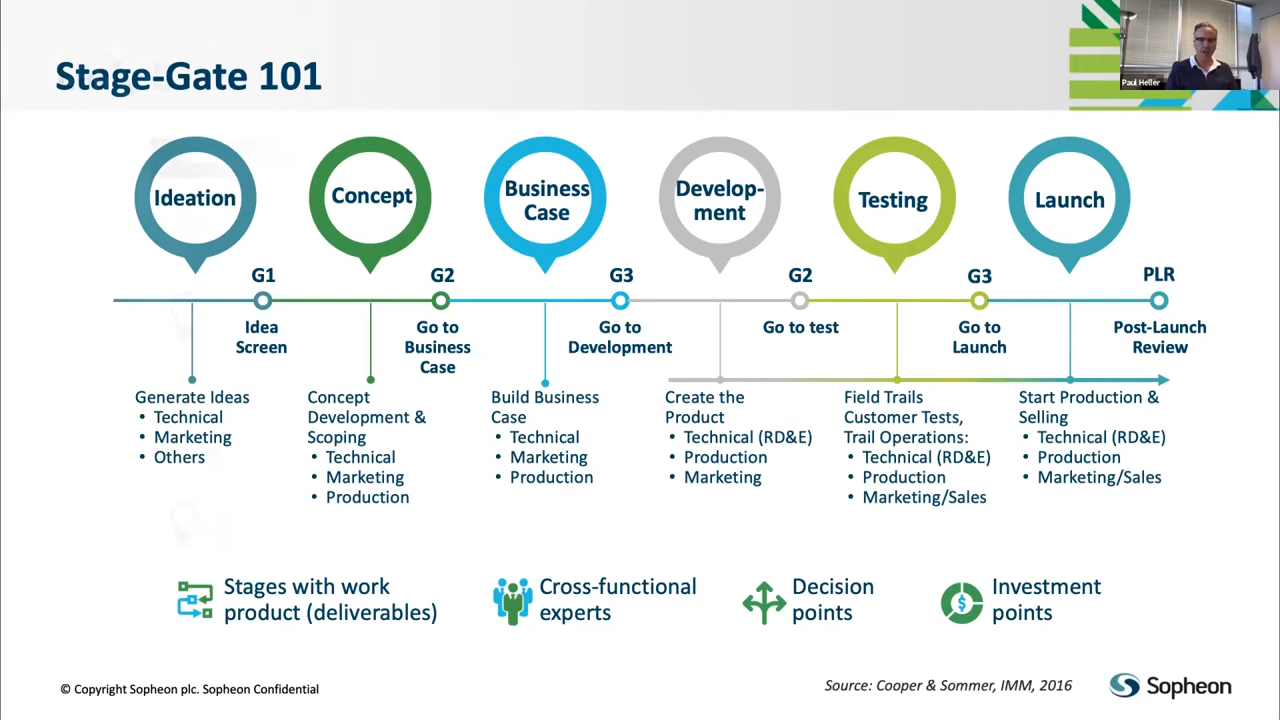 Stage-Gate 101
Paul Heller
Ideation
Concept
Business
Case
Develop-
ment
Testing
Launch
G1
G2
G3
G2
G3
PLR
Idea
Screen
Go to
Business
Case
Go to
Development
Go to test
Go to
Launch
Post-Launch
Review
Generate Ideas
• Technical
• Marketing
• Others
Concept
Development &
Scoping
• Technical
• Marketing
• Production
Build Business
Case
• Technical
• Marketing
• Production
Create the
Product
• Technical (RD&E)
• Production
• Marketing
Field Trails
Customer Tests,
Trail Operations:
• Technical (RD&E)
• Production
• Marketing/Sales
Start Production &
Selling
• Technical (RD&E)
• Production
• Marketing/Sales
Stages with work
product (deliverables)
Cross-functional
experts
Decision
points
$
Investment
points
© Copyright Sopheon plc. Sopheon Confidential
Source: Cooper & Sommer, IMM, 2016
Sopheon